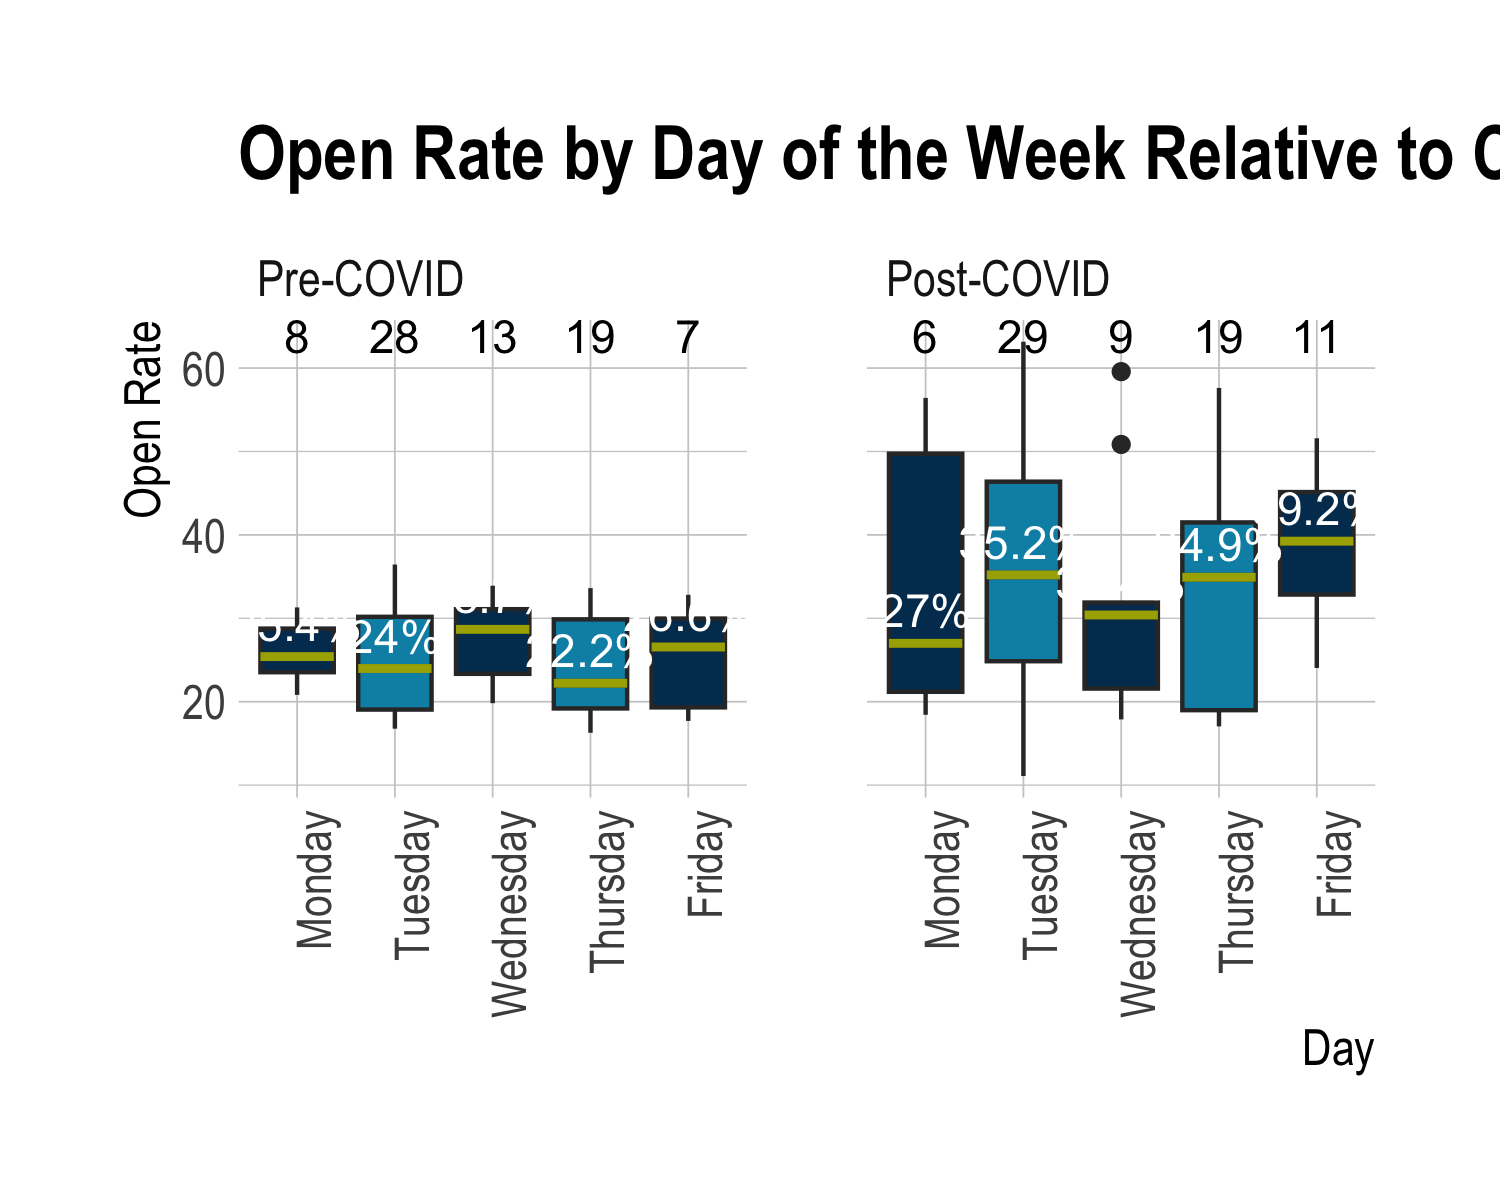 Open Rate by Day of the Week Relative to
Pre-COVID
Post-COVID
8 28 13 19 7
6 29 9 19 11
Open Rate
60
40
20
24%
22.2%
27%
35.2%
Monday
Tuesday
Wednesday
Thursday
Friday
Monday
Tuesday
Wednesday
Thursday
Friday
Day